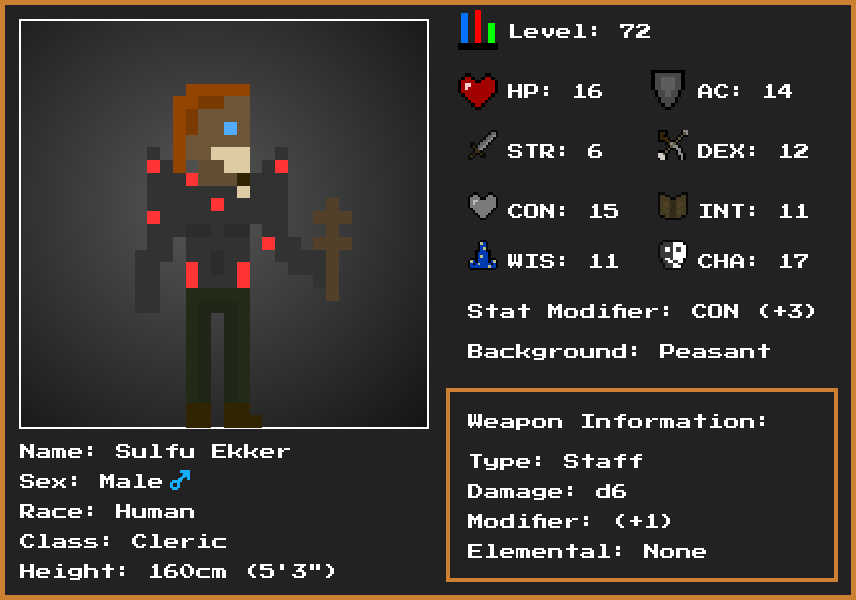 Level: 72
HP: 16
AC: 14
STR: 6
DEX: 12
CON: 15
INT: 11
WIS: 11
CHA: 17
Stat Modifier: CON (+3)
Background: Peasant
Weapon Information:
Type: Staff
Damage: d6
Modifier: (+1)
Elemental: None
Name: Sulfu Ekker
Sex: Male♂
Race: Human
Class: Cleric
Height: 160cm (5'3")